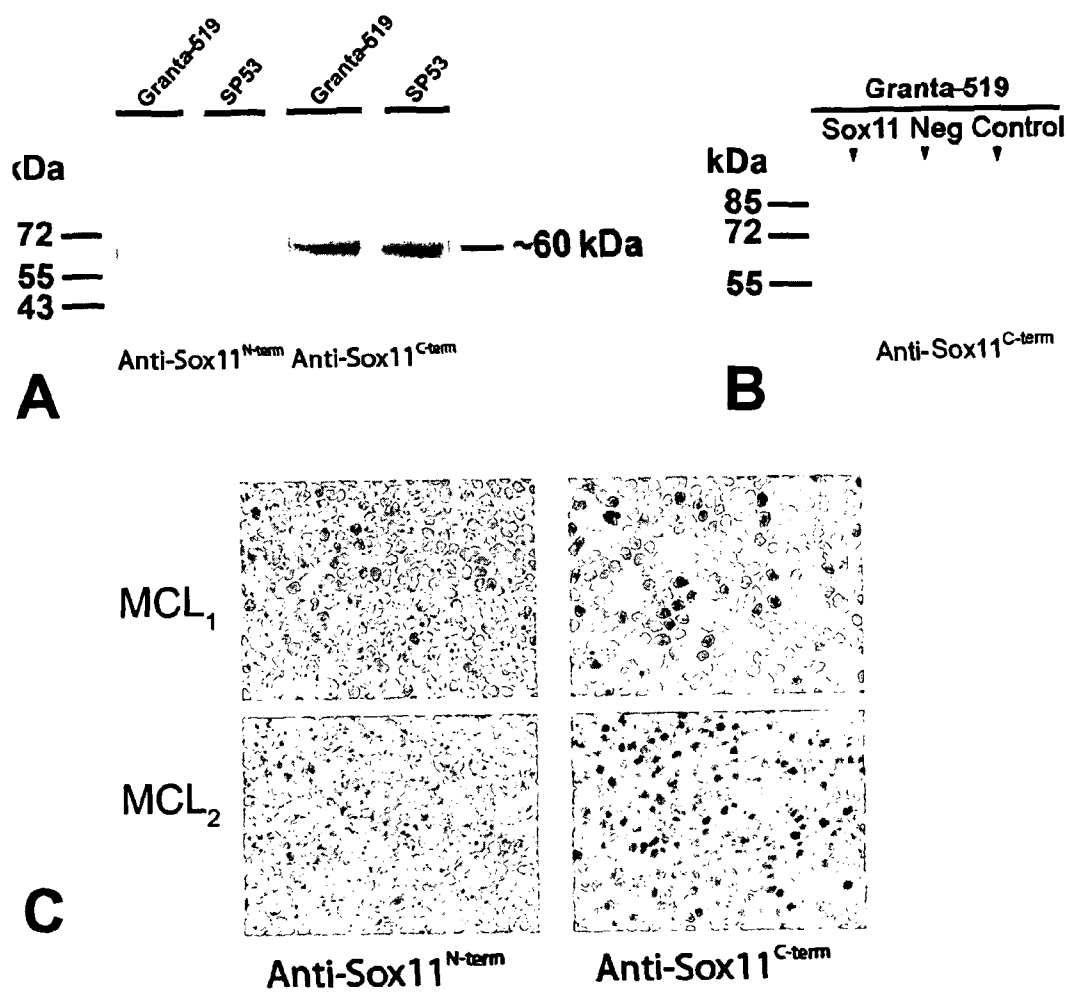 Granta-519 SP53 Granta-519 SP53
kDa
72
55
43
~60 kDa
Anti-Sox11N-term Anti-Sox11C-term
A
Granta-519
Sox11 Neg Control
kDa
85
72
55
Anti-Sox11C-term
B
MCL1
MCL2
C
Anti-Sox11N-term Anti-Sox11C-term